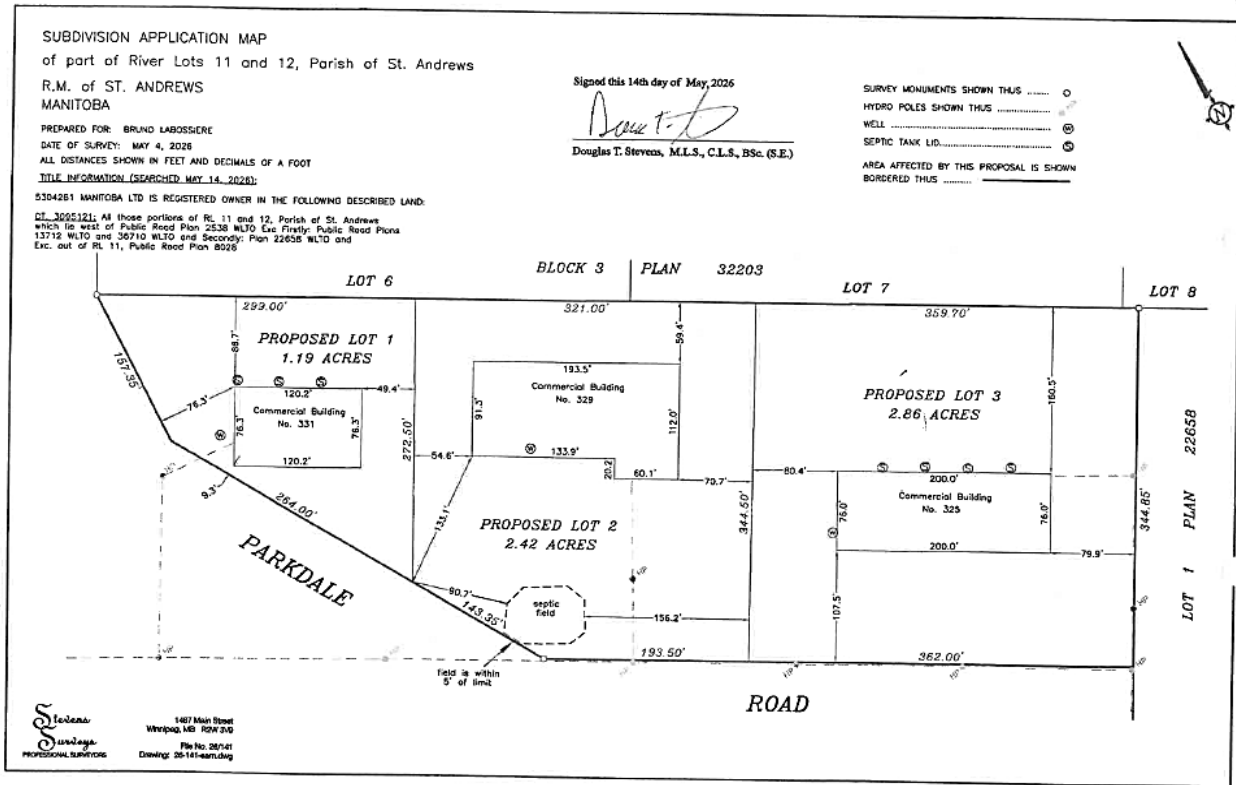 SUBDIVISION APPLICATION MAP
of part of River Lots 11 and 12, Parish of St. Andrews
R.M. of ST. ANDREWS
MANITOBA
PREPARED FOR: BRUNO LABOSSIERE
DATE OF SURVEY: MAY 4, 2026
ALL DISTANCES SHOWN IN FEET AND DECIMALS OF A FOOT
TITLE INFORMATION (SEARCHED MAY 14, 2026):
5304261 MANITOBA LTD IS REGISTERED OWNER IN THE FOLLOWING DESCRIBED LAND:
CT. 3095121: All those portions of RL 11 and 12, Parish of St. Andrews
which lie west of Public Road Plan 2538 WLTO Exc Firstly: Public Road Plans
13712 WLTO and 36710 WLTO and Secondly: Plan 22658 WLTO and
Exc. out of RL 11, Public Road Plan 8028
Signed this 14th day of May, 2026
Douglas T. Stevens, M.L.S., C.L.S., BSc. (S.E.)
SURVEY MONUMENTS SHOWN THUS ........ O
HYDRO POLES SHOWN THUS ........ HP
WELL ........ W
SEPTIC TANK LID........ S
AREA AFFECTED BY THIS PROPOSAL IS SHOWN
BORDERED THUS ........
N
LOT 6
BLOCK 3 PLAN 32203
LOT 7
LOT 8
299.00'
321.00'
359.70'
157.35'
88.7'
PROPOSED LOT 1
1.19 ACRES
S S S
76.3'
120.2'
49.4'
Commercial Building
No. 331
W
76.3'
76.3'
120.2'
9.3'
264.00'
272.50'
PARKDALE
59.4'
193.5'
Commercial Building
No. 329
91.3'
112.0'
W
54.6'
133.9'
20.2'
60.1'
70.7'
133.1'
PROPOSED LOT 2
2.42 ACRES
HP
90.7'
143.35'
septic
field
156.2'
field is within
5' of limit
193.50'
344.50'
PROPOSED LOT 3
2.86 ACRES
160.5'
S S S S
80.4'
200.0'
Commercial Building
No. 325
76.0'
76.0'
W
200.0'
79.9'
107.5'
362.00'
344.85'
LOT 1 PLAN 22658
HP
HP
HP
HP
HP
HP
HP
ROAD
Stevens
Surveys
PROFESSIONAL SURVEYORS
1487 Main Street
Winnipeg, MB R2W 3V9
File No. 26/141
Drawing: 26-141-sam.dwg